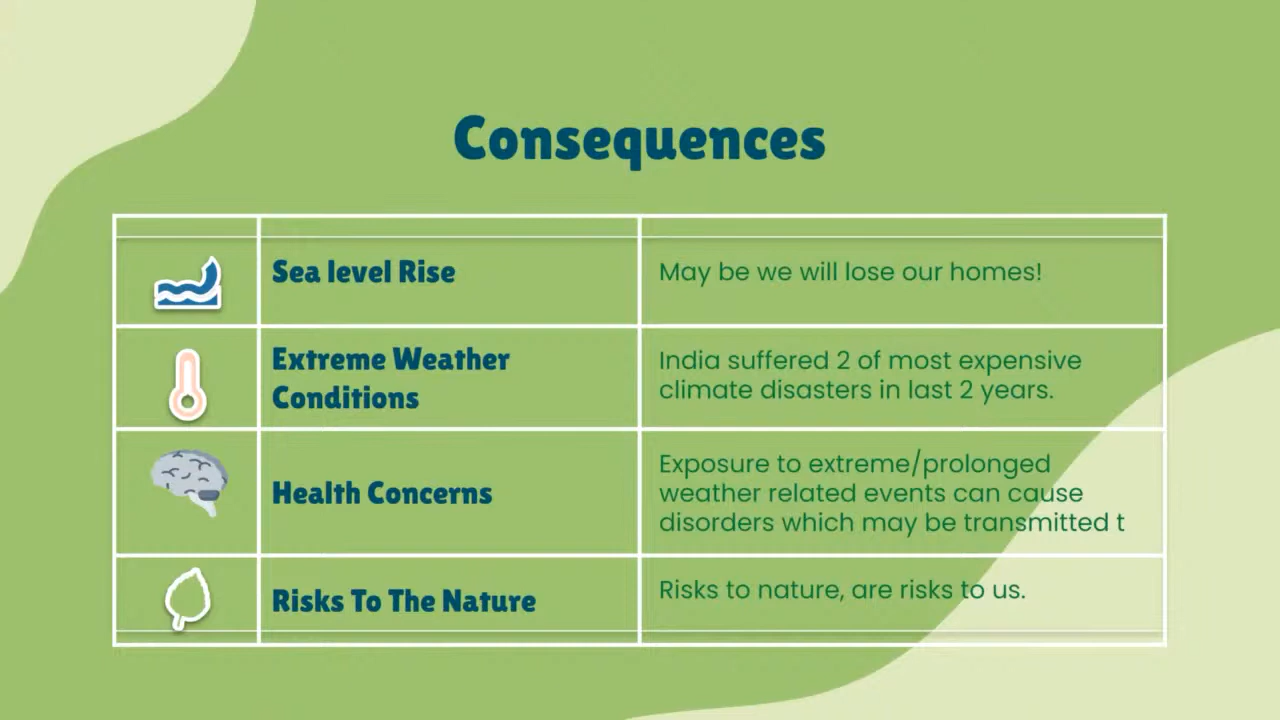 Consequences
Sea level Rise
May be we will lose our homes!
Extreme Weather
Conditions
India suffered 2 of most expensive
climate disasters in last 2 years.
Health Concerns
Exposure to extreme/prolonged
weather related events can cause
disorders which may be transmitted t
Risks To The Nature
Risks to nature, are risks to us.